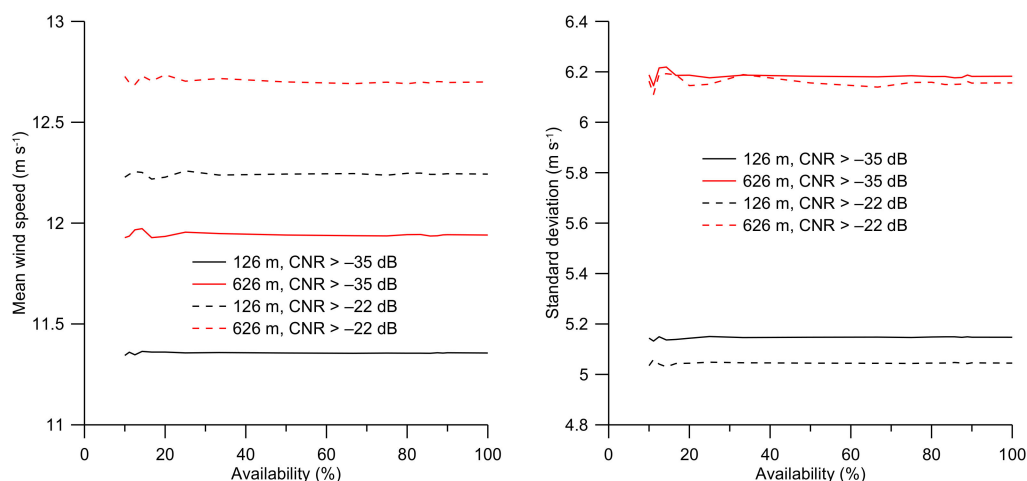 13
12.5
12
11.5
11
Mean wind speed (m s-1)
126 m, CNR > –35 dB
626 m, CNR > –35 dB
126 m, CNR > –22 dB
626 m, CNR > –22 dB
0 20 40 60 80 100
Availability (%)
6.4
6.2
6
5.8
5.6
5.4
5.2
5
4.8
Standard deviation (m s-1)
126 m, CNR > –35 dB
626 m, CNR > –35 dB
126 m, CNR > –22 dB
626 m, CNR > –22 dB
0 20 40 60 80 100
Availability (%)